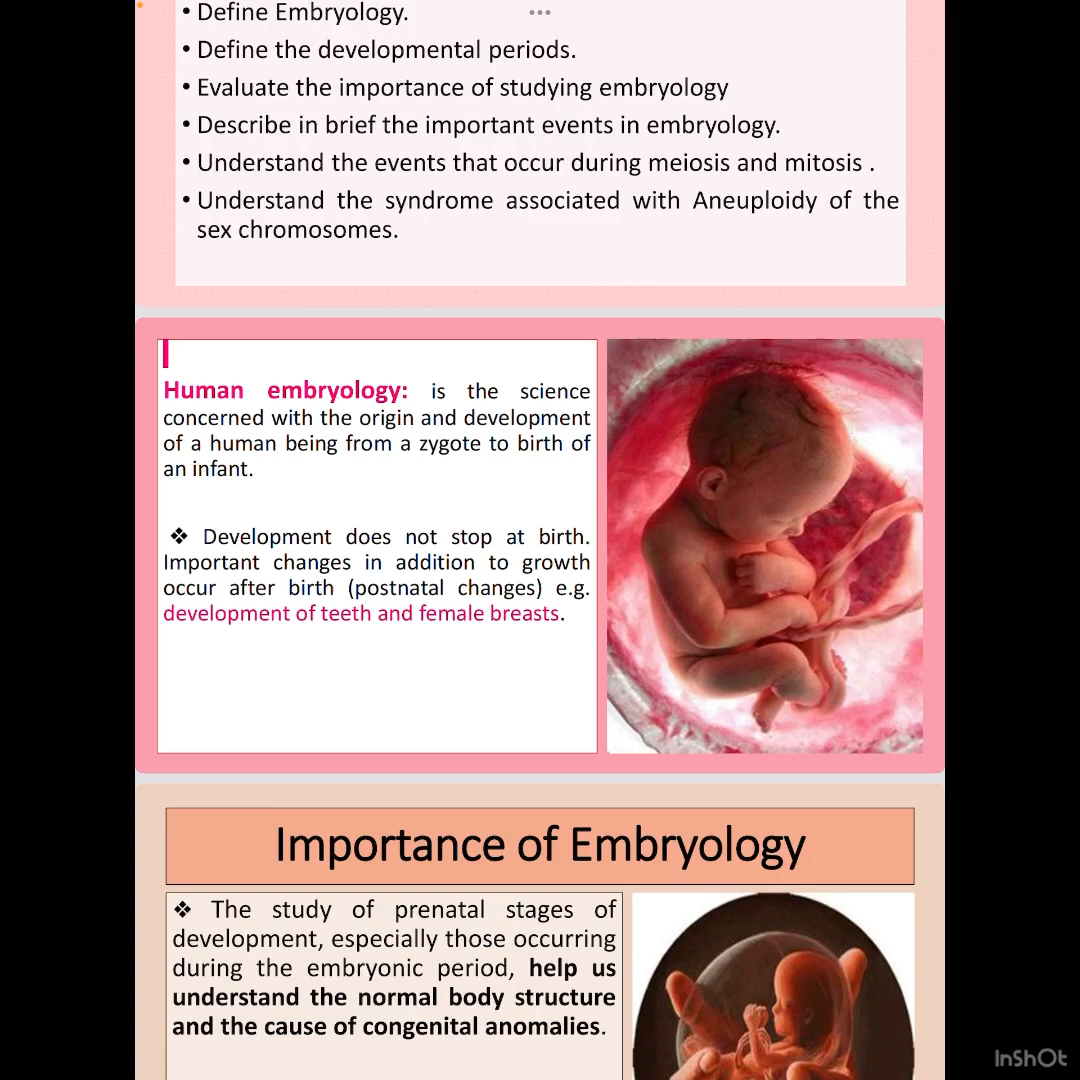 • Define Embryology.
• Define the developmental periods.
• Evaluate the importance of studying embryology
• Describe in brief the important events in embryology.
• Understand the events that occur during meiosis and mitosis .
• Understand the syndrome associated with Aneuploidy of the
sex chromosomes.
Human embryology: is the science
concerned with the origin and development
of a human being from a zygote to birth of
an infant.
❖ Development does not stop at birth.
Important changes in addition to growth
occur after birth (postnatal changes) e.g.
development of teeth and female breasts.
Importance of Embryology
❖ The study of prenatal stages of
development, especially those occurring
during the embryonic period, help us
understand the normal body structure
and the cause of congenital anomalies.
InShOt